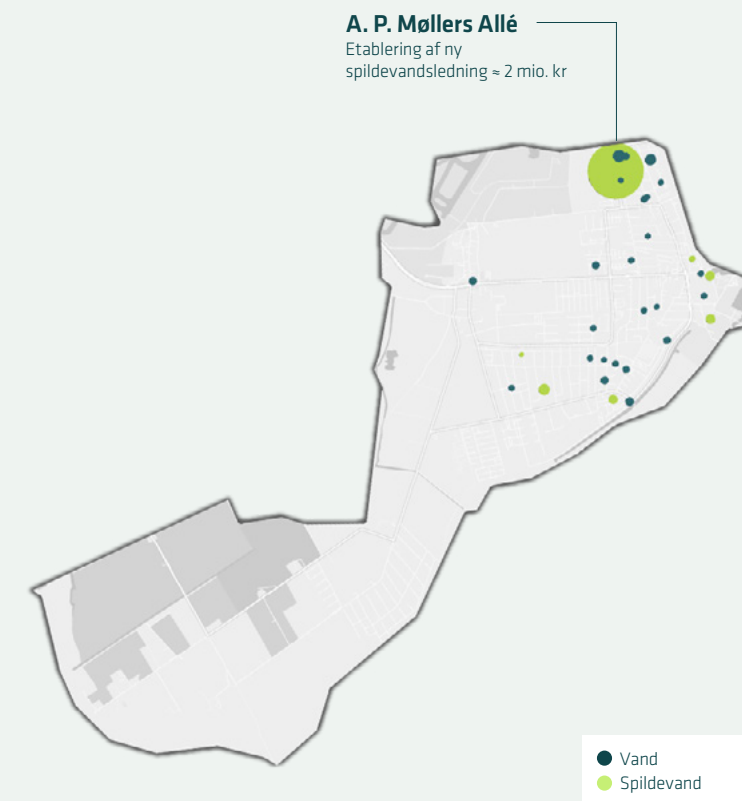 A. P. Møllers Allé
Etablering af ny
spildevandsledning ≈ 2 mio. kr
Vand
Spildevand